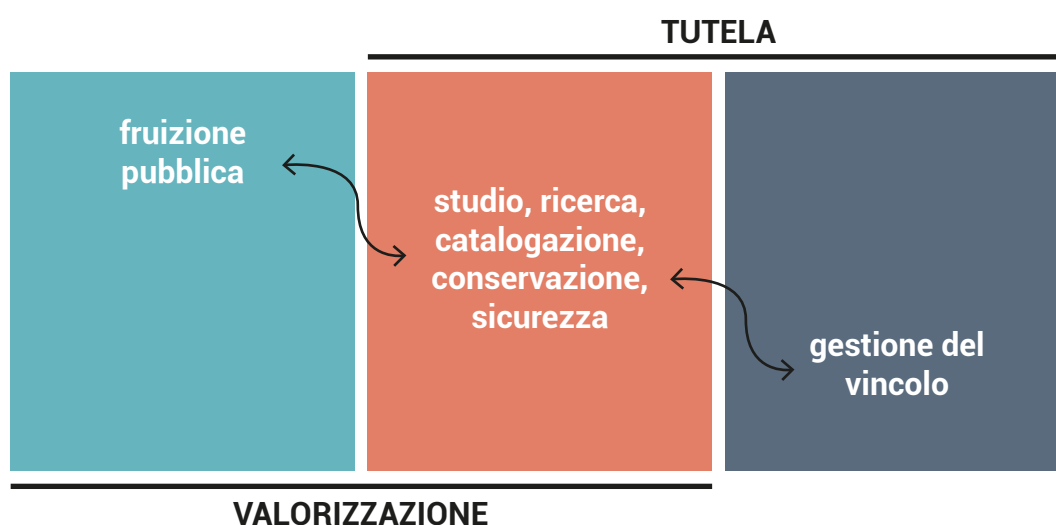 TUTELA
fruizione
pubblica
studio, ricerca,
catalogazione,
conservazione,
sicurezza
gestione del
vincolo
VALORIZZAZIONE